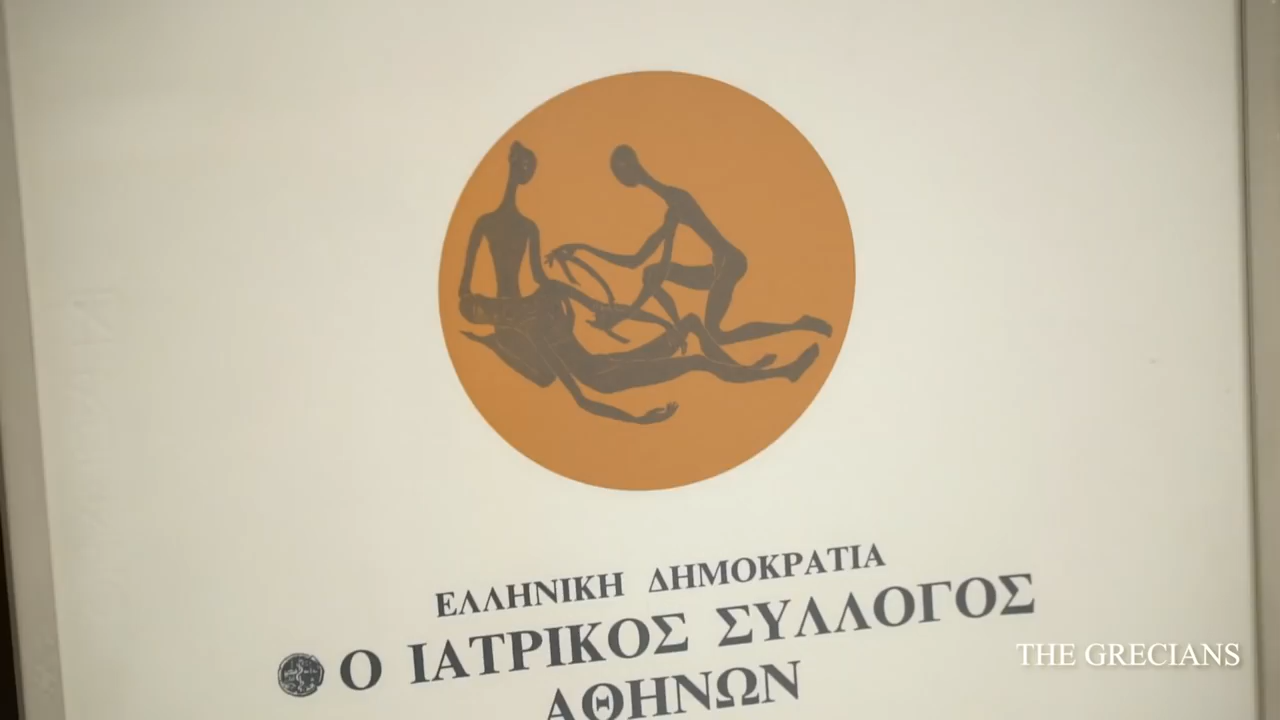 ΕΛΛΗΝΙΚΗ ΔΗΜΟΚΡΑΤΙΑ
Ο ΙΑΤΡΙΚΟΣ ΣΥΛΛΟΓΟΣ
ΑΘΗΝΩΝ
THE GRECIANS